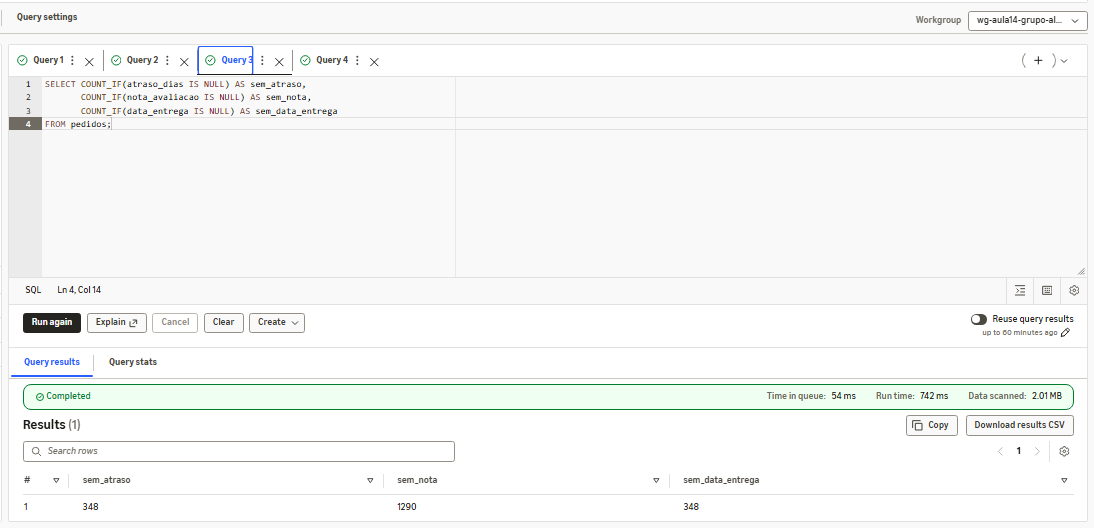 Query settings
Workgroup wg-aula14-grupo-al...
Query 1 Query 2 Query 3 Query 4
1 SELECT COUNT_IF(atraso_dias IS NULL) AS sem_atraso,
2 COUNT_IF(nota_avaliacao IS NULL) AS sem_nota,
3 COUNT_IF(data_entrega IS NULL) AS sem_data_entrega
4 FROM pedidos;
SQL Ln 4, Col 14
Run again Explain Cancel Clear Create
Reuse query results
up to 60 minutes ago
Query results Query stats
Completed Time in queue: 54 ms Run time: 742 ms Data scanned: 2.01 MB
Results (1) Copy Download results CSV
Search rows 1
# sem_atraso sem_nota sem_data_entrega
1 348 1290 348